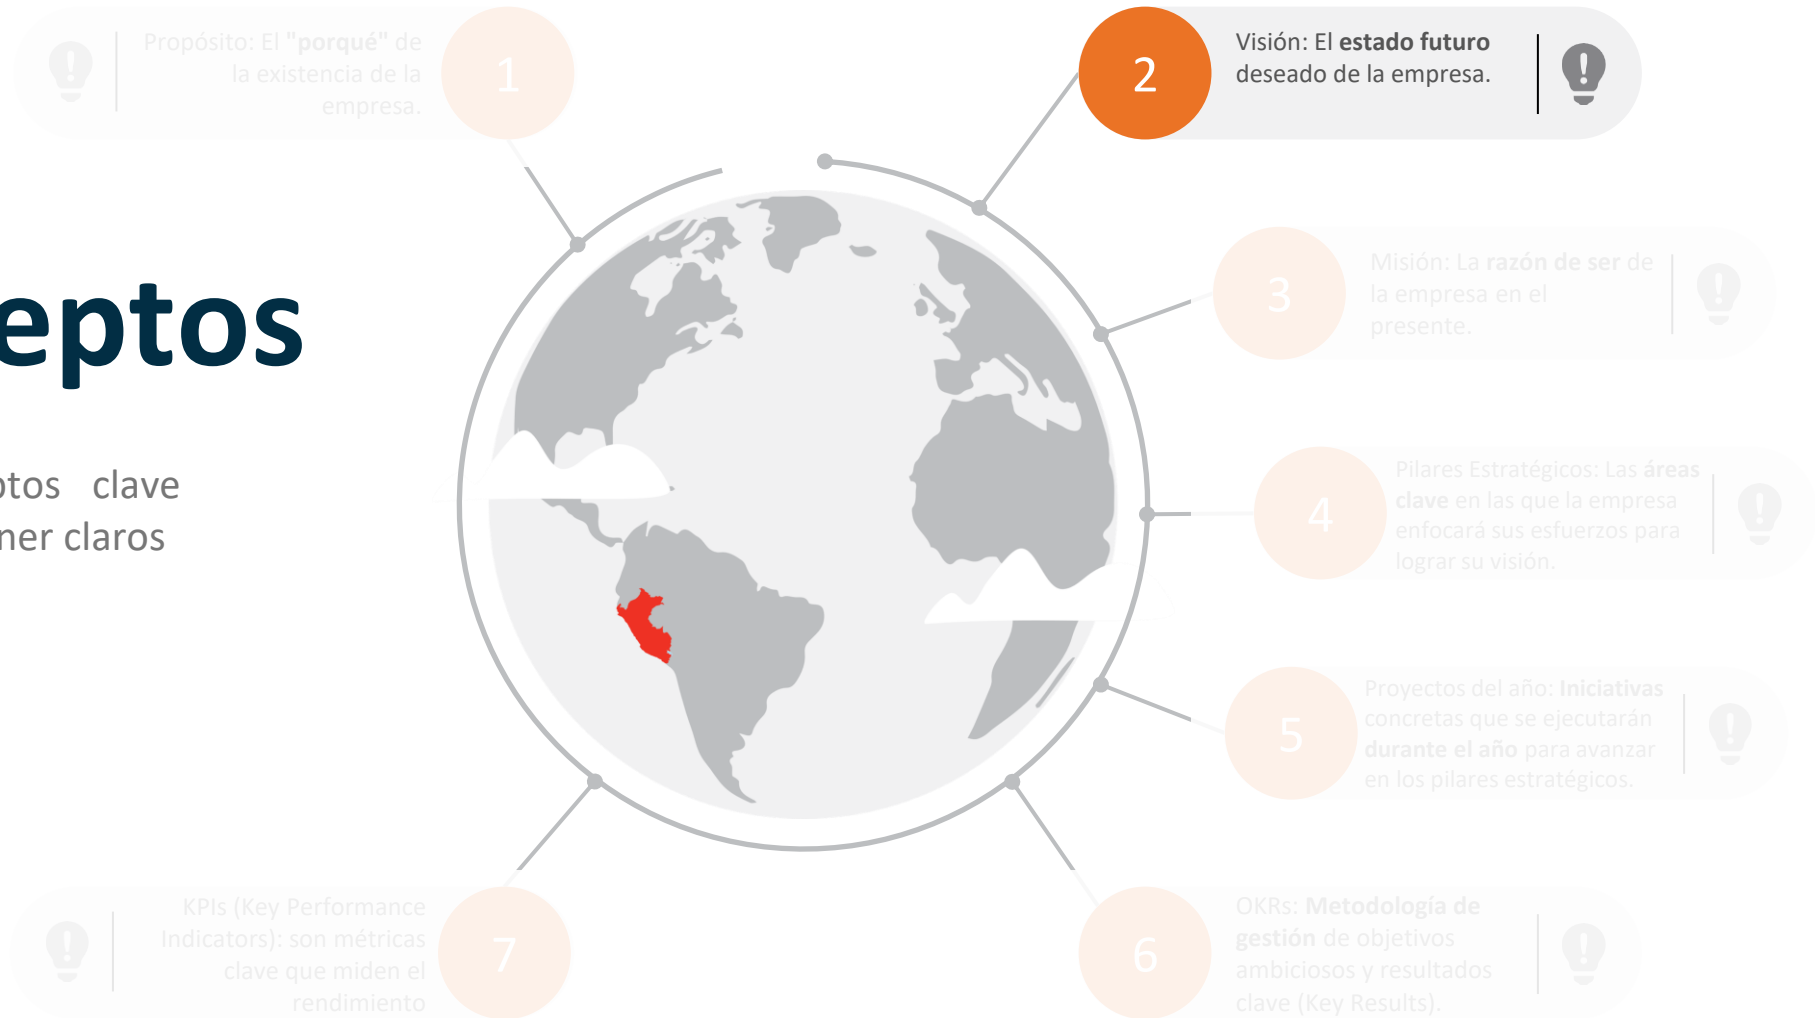 Propósito: El "porqué" de
la existencia de la
empresa.
1
2
Visión: El estado futuro
deseado de la empresa.
eptos
tos clave
ner claros
3
Misión: La razón de ser de
la empresa en el
presente.
4
Pilares Estratégicos: Las áreas
clave en las que la empresa
enfocará sus esfuerzos para
lograr su visión.
5
Proyectos del año: Iniciativas
concretas que se ejecutarán
durante el año para avanzar
en los pilares estratégicos.
6
OKRs: Metodología de
gestión de objetivos
ambiciosos y resultados
clave (Key Results).
KPIs (Key Performance
Indicators): son métricas
clave que miden el
rendimiento
7